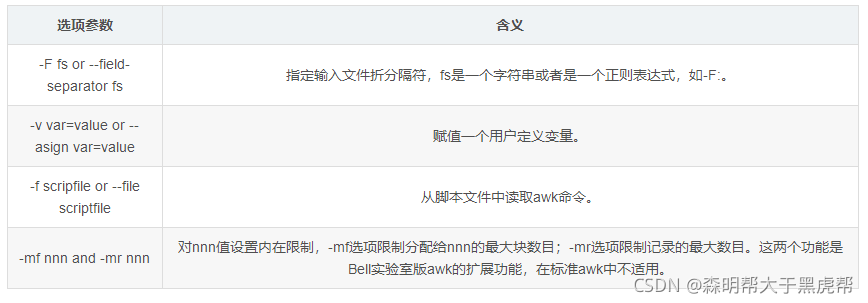 选项参数 含义
-F fs or --field-
separator fs
指定输入文件折分隔符，fs是一个字符串或者是一个正则表达式，如-F:。
-v var=value or --
asign var=value
赋值一个用户定义变量。
-f scripfile or --file
scriptfile
从脚本文件中读取awk命令。
-mf nnn and -mr nnn
对nnn值设置内在限制，-mf选项限制分配给nnn的最大块数目；-mr选项限制记录的最大数目。这两个功能是
Bell实验室版awk的扩展功能，在标准awk中不适用。
CSDN @森明帮大于黑虎帮